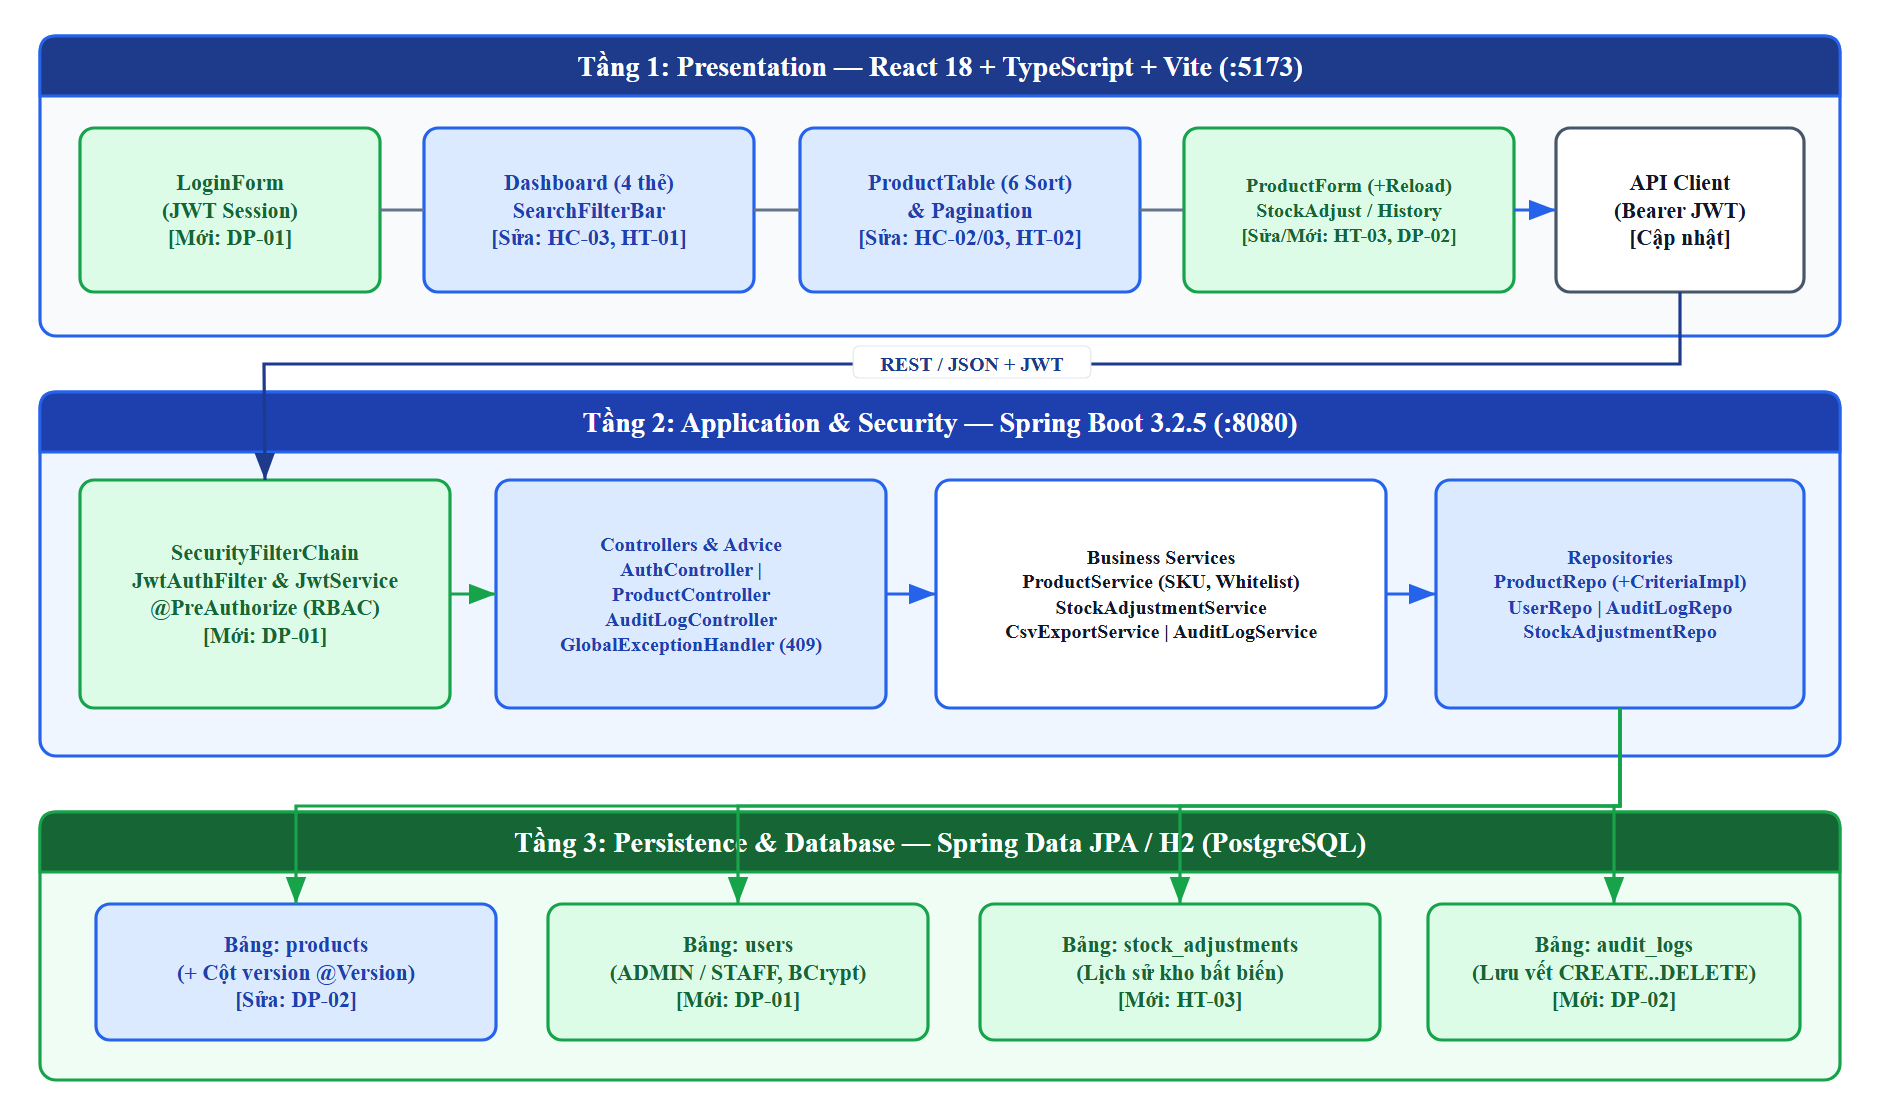 Tầng 1: Presentation — React 18 + TypeScript + Vite (:5173)
LoginForm
(JWT Session)
[Mới: DP-01]
Dashboard (4 thẻ)
SearchFilterBar
[Sửa: HC-03, HT-01]
ProductTable (6 Sort)
& Pagination
[Sửa: HC-02/03, HT-02]
ProductForm (+Reload)
StockAdjust / History
[Sửa/Mới: HT-03, DP-02]
API Client
(Bearer JWT)
[Cập nhật]
REST / JSON + JWT
Tầng 2: Application & Security — Spring Boot 3.2.5 (:8080)
SecurityFilterChain
JwtAuthFilter & JwtService
@PreAuthorize (RBAC)
[Mới: DP-01]
Controllers & Advice
AuthController |
ProductController
AuditLogController
GlobalExceptionHandler (409)
Business Services
ProductService (SKU, Whitelist)
StockAdjustmentService
CsvExportService | AuditLogService
Repositories
ProductRepo (+CriteriaImpl)
UserRepo | AuditLogRepo
StockAdjustmentRepo
Tầng 3: Persistence & Database — Spring Data JPA / H2 (PostgreSQL)
Bảng: products
(+ Cột version @Version)
[Sửa: DP-02]
Bảng: users
(ADMIN / STAFF, BCrypt)
[Mới: DP-01]
Bảng: stock_adjustments
(Lịch sử kho bất biến)
[Mới: HT-03]
Bảng: audit_logs
(Lưu vết CREATE..DELETE)
[Mới: DP-02]